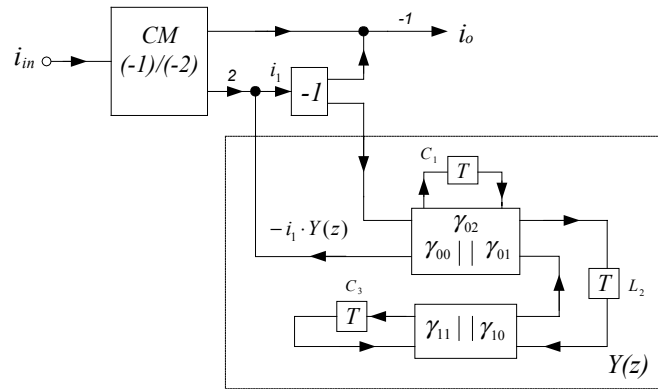 -1
CM
(-1)/(-2)
i_in
i_o
2
i_1
-1
C_1
T
γ_02
γ_00 || γ_01
−i_1 · Y(z)
T
L_2
C_3
T
γ_11 || γ_10
Y(z)